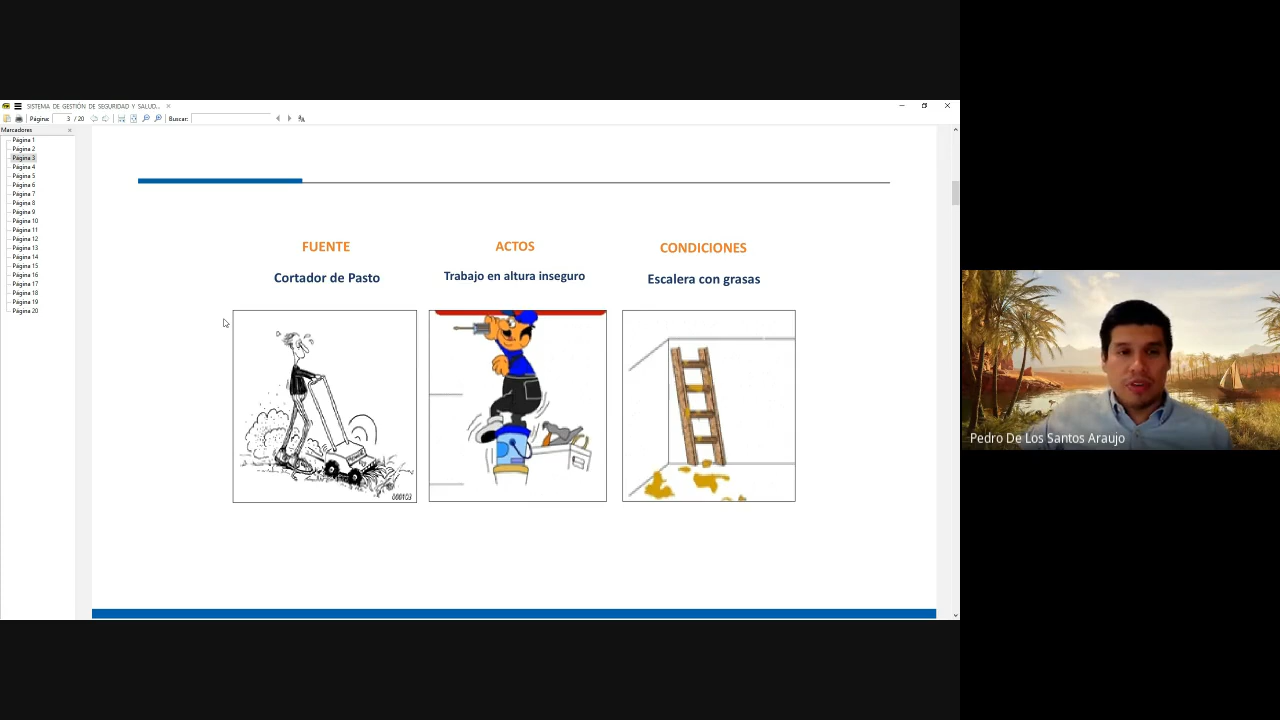 SISTEMA DE GESTIÓN DE SEGURIDAD Y SALUD...
Página: 3 / 20 Buscar:
Marcadores
Página 1
Página 2
Página 3
Página 4
Página 5
Página 6
Página 7
Página 8
Página 9
Página 10
Página 11
Página 12
Página 13
Página 14
Página 15
Página 16
Página 17
Página 18
Página 19
Página 20
FUENTE
Cortador de Pasto
ACTOS
Trabajo en altura inseguro
CONDICIONES
Escalera con grasas
000103
Pedro De Los Santos Araujo